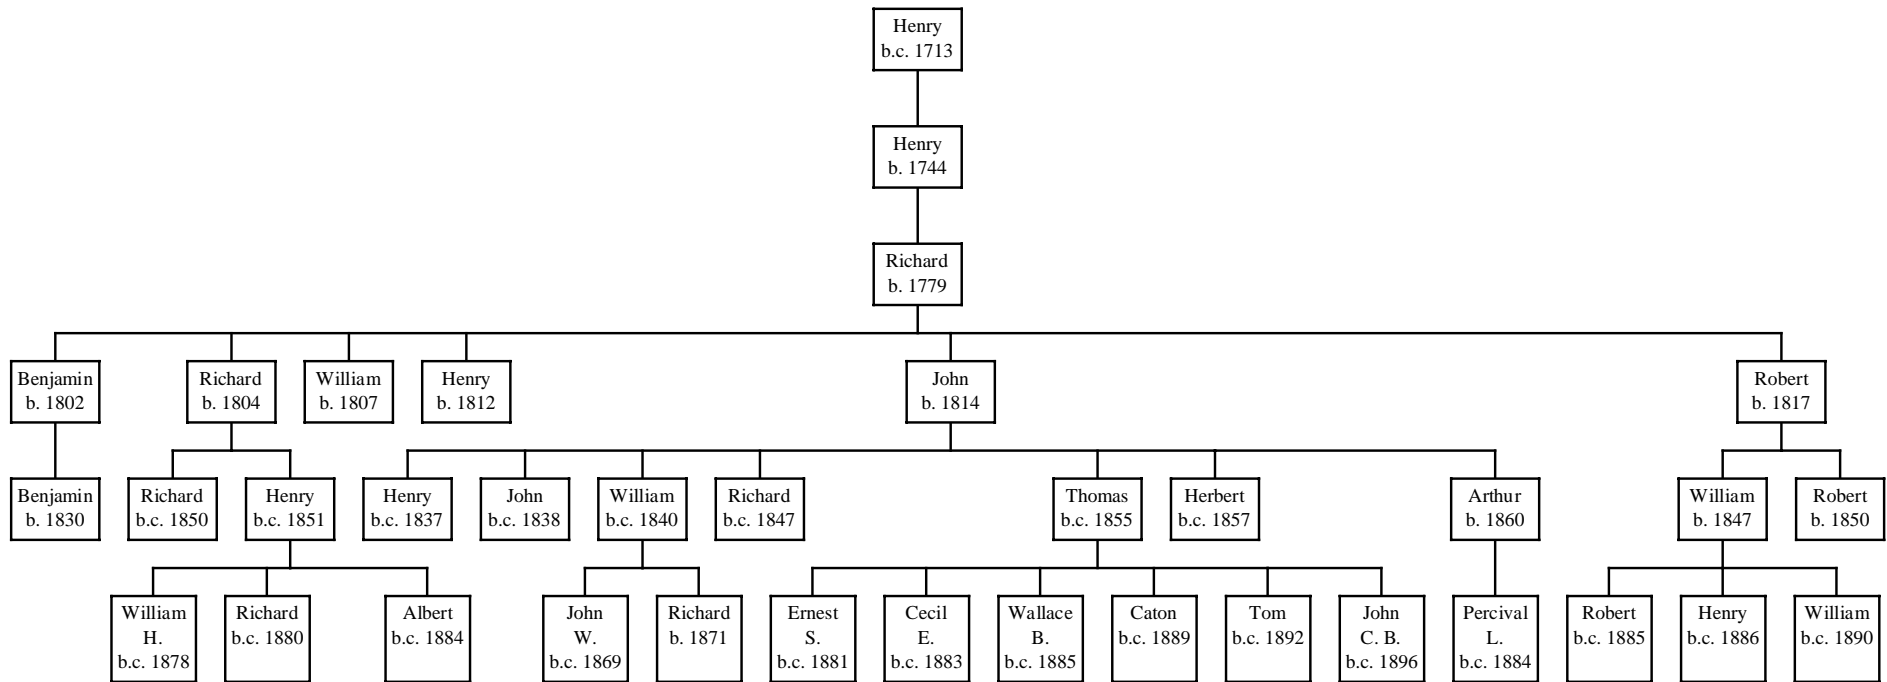 Henry
b.c. 1713
Henry
b. 1744
Richard
b. 1779
Benjamin
b. 1802
Richard
b. 1804
William
b. 1807
Henry
b. 1812
John
b. 1814
Robert
b. 1817
Benjamin
b. 1830
Richard
b.c. 1850
Henry
b.c. 1851
Henry
b.c. 1837
John
b.c. 1838
William
b.c. 1840
Richard
b.c. 1847
Thomas
b.c. 1855
Herbert
b.c. 1857
Arthur
b. 1860
William
b. 1847
Robert
b. 1850
William
H.
b.c. 1878
Richard
b.c. 1880
Albert
b.c. 1884
John
W.
b.c. 1869
Richard
b. 1871
Ernest
S.
b.c. 1881
Cecil
E.
b.c. 1883
Wallace
B.
b.c. 1885
Caton
b.c. 1889
Tom
b.c. 1892
John
C. B.
b.c. 1896
Percival
L.
b.c. 1884
Robert
b.c. 1885
Henry
b.c. 1886
William
b.c. 1890